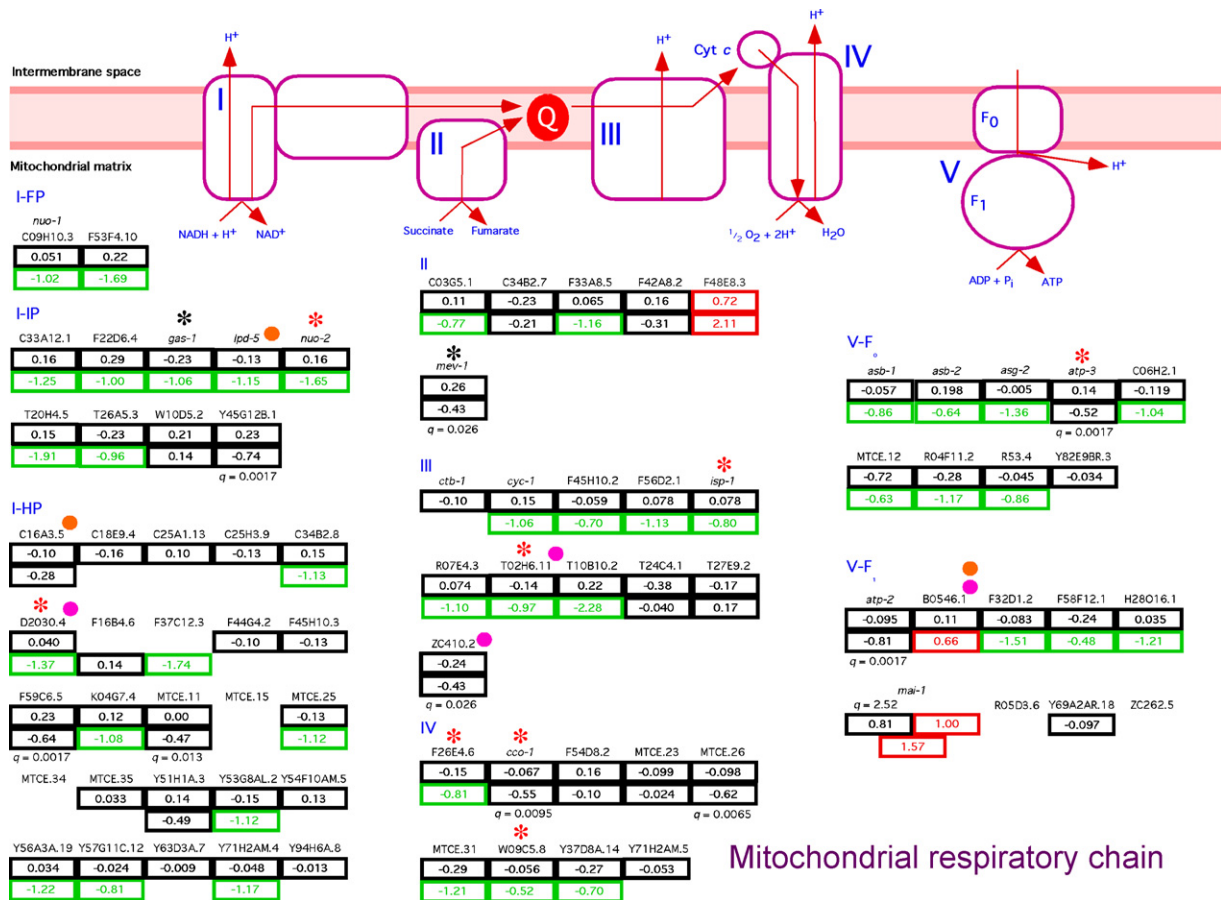 H+
H+
Cyt c
H+
IV
Intermembrane space
I
Q
II
III
F0
V
F1
H+
Mitochondrial matrix
NADH + H+
NAD+
Succinate
Fumarate
1/2 O2 + 2H+
H2O
ADP + Pi
ATP
I-FP
nuo-1
C09H10.3 F53F4.10
0.051 0.22
-1.02 -1.69
I-IP
C33A12.1 F22D6.4 gas-1 lpd-5 nuo-2
0.16 0.29 -0.23 -0.13 0.16
-1.25 -1.00 -1.06 -1.15 -1.65
T20H4.5 T26A5.3 W10D5.2 Y45G12B.1
0.15 -0.23 0.21 0.23
-1.91 -0.96 0.14 -0.74
q = 0.0017
I-HP
C16A3.5 C18E9.4 C25A1.13 C25H3.9 C34B2.8
-0.10 -0.16 0.10 -0.13 0.15
-0.28 -1.13
D2030.4 F16B4.6 F37C12.3 F44G4.2 F45H10.3
0.040 -0.10 -0.13
-1.37 0.14 -1.74
F59C6.5 K04G7.4 MTCE.11 MTCE.15 MTCE.25
0.23 0.12 0.00 -0.13
-0.64 -1.08 -0.47 -1.12
q = 0.0017 q = 0.013
MTCE.34 MTCE.35 Y51H1A.3 Y53G8AL.2 Y54F10AM.5
0.033 0.14 -0.15 0.13
-0.49 -1.12
Y56A3A.19 Y57G11C.12 Y63D3A.7 Y71H2AM.4 Y94H6A.8
0.034 -0.024 -0.009 -0.048 -0.013
-1.22 -0.81 -1.17
II
C03G5.1 C34B2.7 F33A8.5 F42A8.2 F48E8.3
0.11 -0.23 0.065 0.16 0.72
-0.77 -0.21 -1.16 -0.31 2.11
mev-1
0.26
-0.43
q = 0.026
III
ctb-1 cyc-1 F45H10.2 F56D2.1 isp-1
-0.10 0.15 -0.059 0.078 0.078
-1.06 -0.70 -1.13 -0.80
R07E4.3 T02H6.11 T10B10.2 T24C4.1 T27E9.2
0.074 -0.14 0.22 -0.38 -0.17
-1.10 -0.97 -2.28 -0.040 0.17
ZC410.2
-0.24
-0.43
q = 0.026
IV
F26E4.6 cco-1 F54D8.2 MTCE.23 MTCE.26
-0.15 -0.067 0.16 -0.099 -0.098
-0.81 -0.55 -0.10 -0.024 -0.62
q = 0.0095 q = 0.0065
MTCE.31 W09C5.8 Y37D8A.14 Y71H2AM.5
-0.29 -0.056 -0.27 -0.053
-1.21 -0.52 -0.70
V-Fo
asb-1 asb-2 asg-2 atp-3 C06H2.1
-0.057 0.198 -0.005 0.14 -0.119
-0.86 -0.64 -1.36 -0.52 -1.04
q = 0.0017
MTCE.12 R04F11.2 R53.4 Y82E9BR.3
-0.72 -0.28 -0.045 -0.034
-0.63 -1.17 -0.86
V-F1
atp-2 B0546.1 F32D1.2 F58F12.1 H28O16.1
-0.095 0.11 -0.083 -0.24 0.035
-0.81 0.66 -1.51 -0.48 -1.21
q = 0.0017
mai-1
q = 2.52 R05D3.6 Y69A2AR.18 ZC262.5
0.81 1.00 -0.097
1.57
Mitochondrial respiratory chain